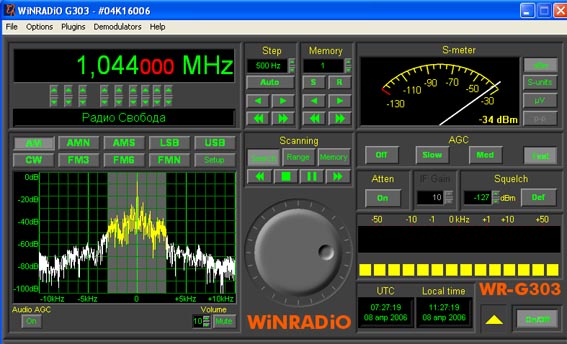 WiNRADiO G303 - #04K16006
File Options Plugins Demodulators Help
1,044000 MHz
Радио Свобода
Step
500 Hz
Auto
Memory
1
S R
S-meter
-130 -110 -90 -70 -50 -30
-34 dBm
S-units
µV
AM AMN AMS LSB USB
CW FM3 FM6 FMN Setup
Scanning
Search Range Memory
AGC
Off Slow Med Fast
Atten
On
IF Gain
10
Squelch
-127 dBm Def
0dB
-20dB
-40dB
-60dB
-80dB
-100dB
-10kHz -5kHz 0 +5kHz +10kHz
-50 -10 -1 0 kHz +1 +10 +50
Audio AGC
On
Volume
10 Mute
WiNRADiO
UTC
07:27:19
08 апр 2006
Local time
11:27:19
08 апр 2006
WR-G303